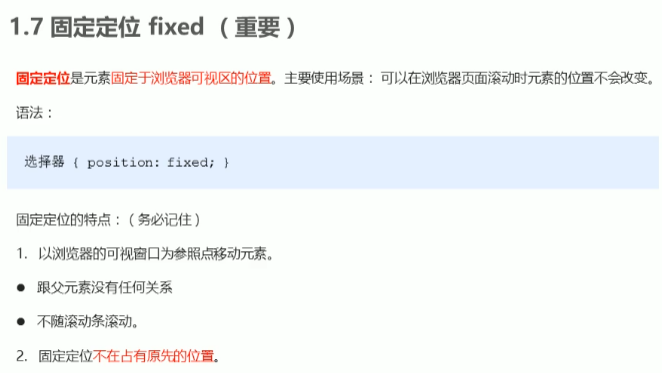 1.7 固定定位 fixed （重要）
固定定位是元素固定于浏览器可视区的位置。主要使用场景： 可以在浏览器页面滚动时元素的位置不会改变。
语法：
选择器 { position: fixed; }
固定定位的特点：（务必记住）
1. 以浏览器的可视窗口为参照点移动元素。
● 跟父元素没有任何关系
● 不随滚动条滚动。
2. 固定定位不在占有原先的位置。